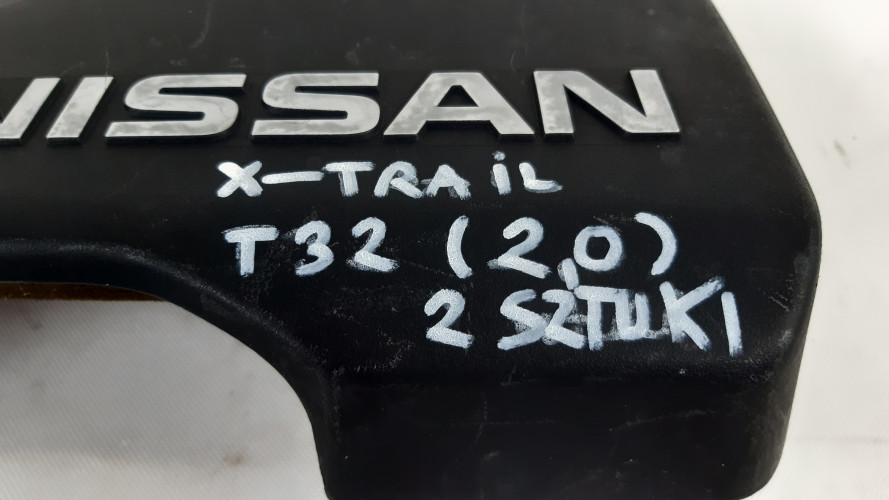 NISSAN
X-TRAiL
T32 (2,0)
2 SZTUKI